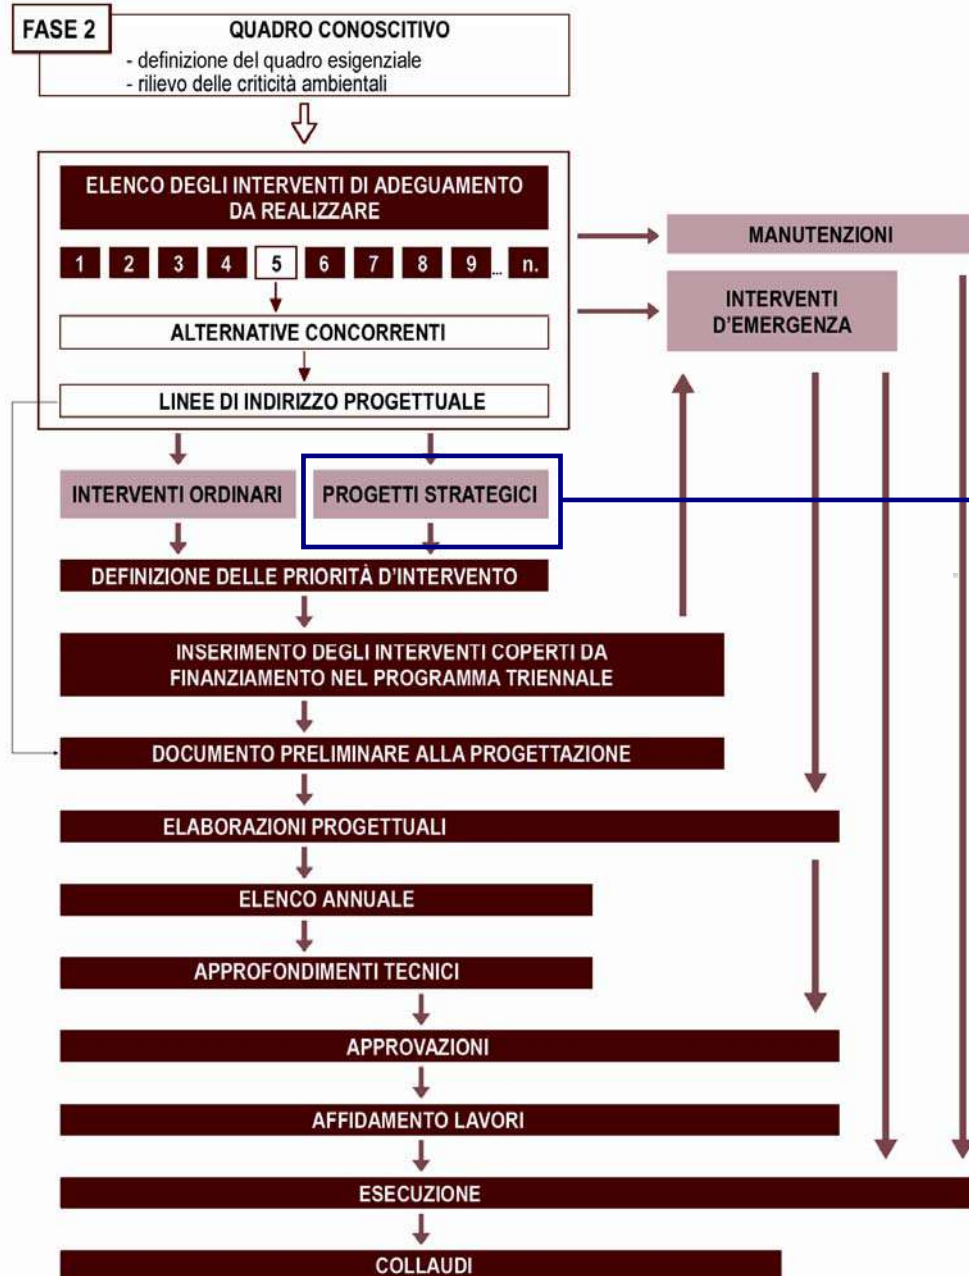 FASE 2
QUADRO CONOSCITIVO
- definizione del quadro esigenziale
- rilievo delle criticità ambientali
ELENCO DEGLI INTERVENTI DI ADEGUAMENTO
DA REALIZZARE
1 2 3 4 5 6 7 8 9 ... n.
MANUTENZIONI
INTERVENTI
D'EMERGENZA
ALTERNATIVE CONCORRENTI
LINEE DI INDIRIZZO PROGETTUALE
INTERVENTI ORDINARI
PROGETTI STRATEGICI
DEFINIZIONE DELLE PRIORITÀ D'INTERVENTO
INSERIMENTO DEGLI INTERVENTI COPERTI DA
FINANZIAMENTO NEL PROGRAMMA TRIENNALE
DOCUMENTO PRELIMINARE ALLA PROGETTAZIONE
ELABORAZIONI PROGETTUALI
ELENCO ANNUALE
APPROFONDIMENTI TECNICI
APPROVAZIONI
AFFIDAMENTO LAVORI
ESECUZIONE
COLLAUDI